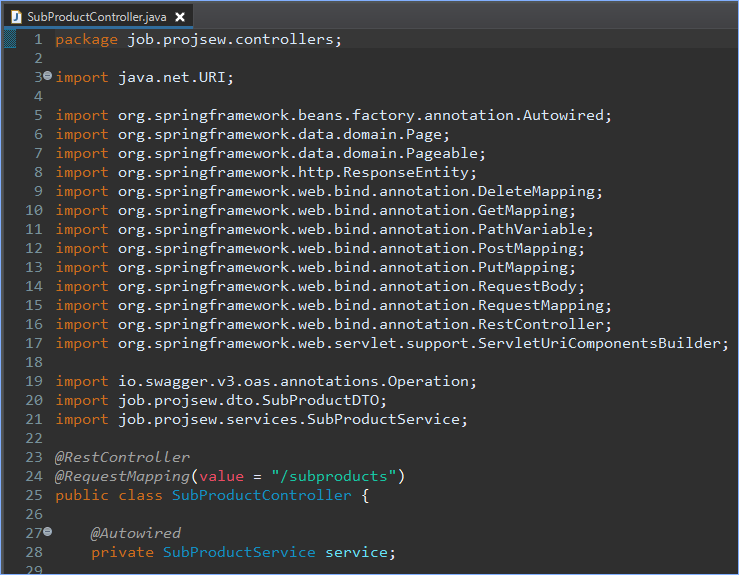 SubProductController.java
1 package job.projsew.controllers;
2
3 import java.net.URI;
4
5 import org.springframework.beans.factory.annotation.Autowired;
6 import org.springframework.data.domain.Page;
7 import org.springframework.data.domain.Pageable;
8 import org.springframework.http.ResponseEntity;
9 import org.springframework.web.bind.annotation.DeleteMapping;
10 import org.springframework.web.bind.annotation.GetMapping;
11 import org.springframework.web.bind.annotation.PathVariable;
12 import org.springframework.web.bind.annotation.PostMapping;
13 import org.springframework.web.bind.annotation.PutMapping;
14 import org.springframework.web.bind.annotation.RequestBody;
15 import org.springframework.web.bind.annotation.RequestMapping;
16 import org.springframework.web.bind.annotation.RestController;
17 import org.springframework.web.servlet.support.ServletUriComponentsBuilder;
18
19 import io.swagger.v3.oas.annotations.Operation;
20 import job.projsew.dto.SubProductDTO;
21 import job.projsew.services.SubProductService;
22
23 @RestController
24 @RequestMapping(value = "/subproducts")
25 public class SubProductController {
26
27     @Autowired
28     private SubProductService service;
29